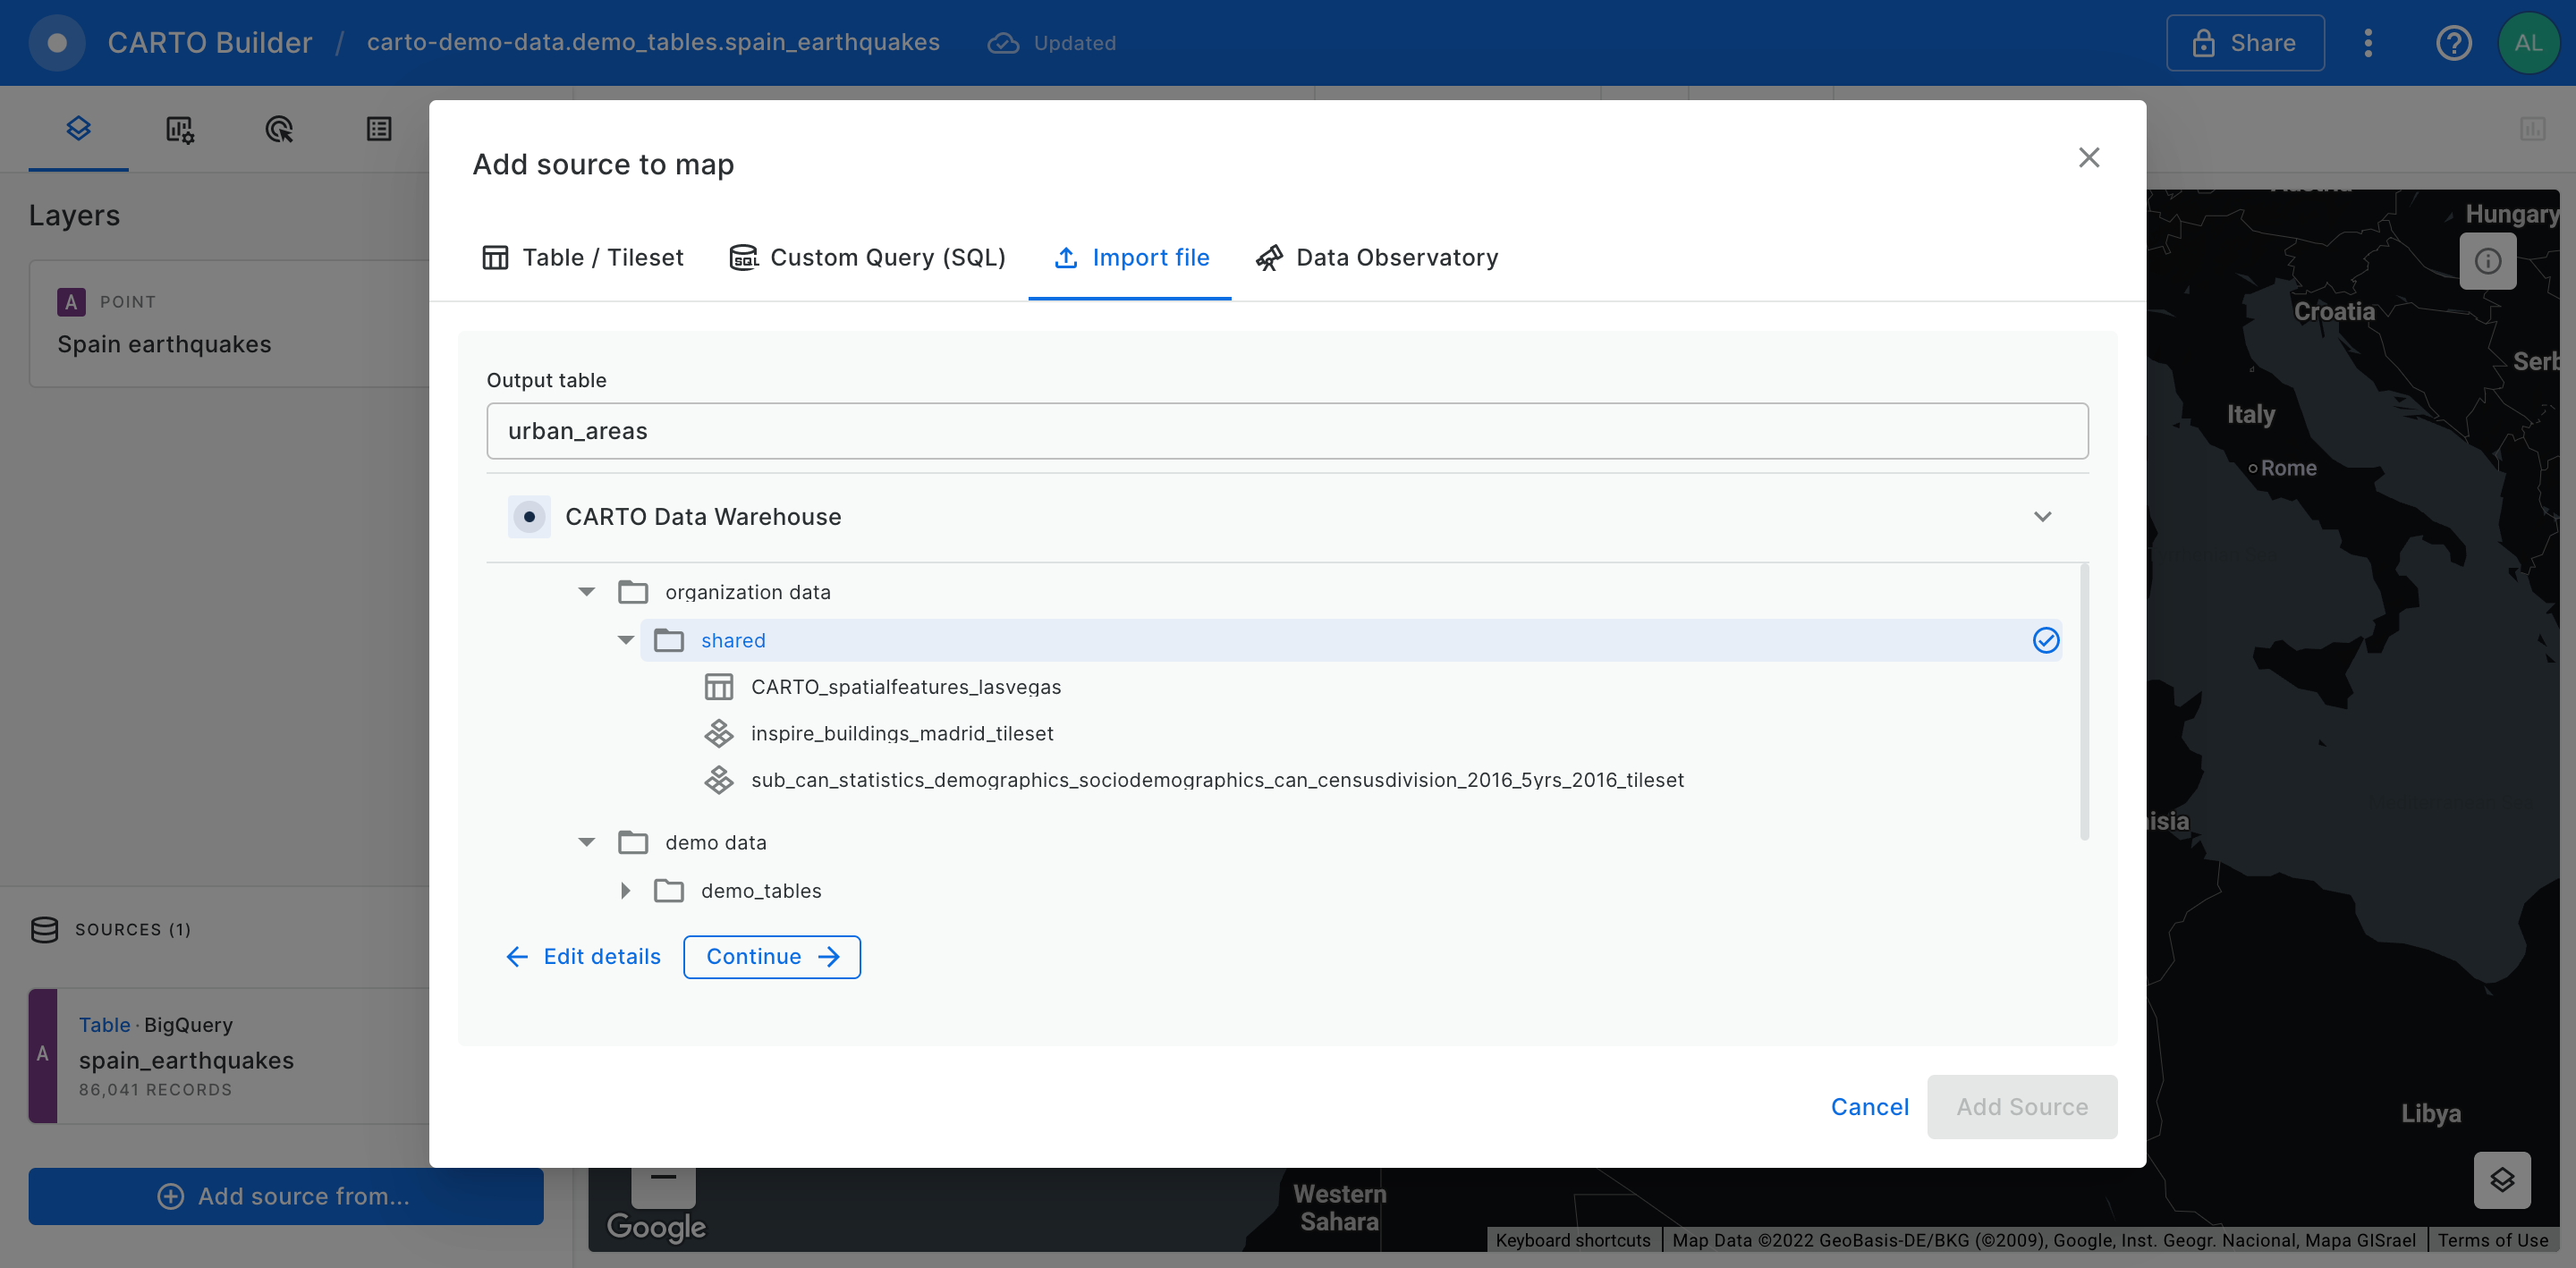 CARTO Builder / carto-demo-data.demo_tables.spain_earthquakes Updated Share AL
Layers
A POINT
Spain earthquakes
SOURCES (1)
A
Table · BigQuery
spain_earthquakes
86,041 RECORDS
Add source from...
Add source to map
Table / Tileset SQL Custom Query (SQL) Import file Data Observatory
Output table
urban_areas
CARTO Data Warehouse
organization data
shared
CARTO_spatialfeatures_lasvegas
inspire_buildings_madrid_tileset
sub_can_statistics_demographics_sociodemographics_can_censusdivision_2016_5yrs_2016_tileset
demo data
demo_tables
Edit details Continue
Cancel Add Source
Hungary
Croatia
Serb
Italy
Rome
isia
Libya
Western
Sahara
Google
Keyboard shortcuts Map Data ©2022 GeoBasis-DE/BKG (©2009), Google, Inst. Geogr. Nacional, Mapa GISrael Terms of Use